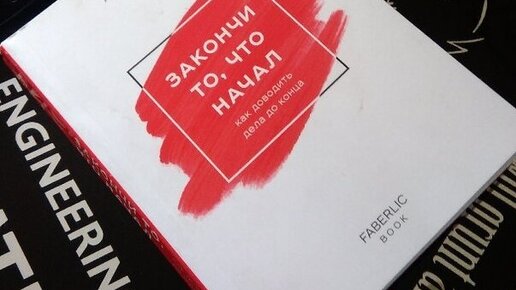 ЗАКОНЧИ
ТО, ЧТО
НАЧАЛ
как доводить
дела до конца
FABERLIC
BOOK
ENGINEERIN